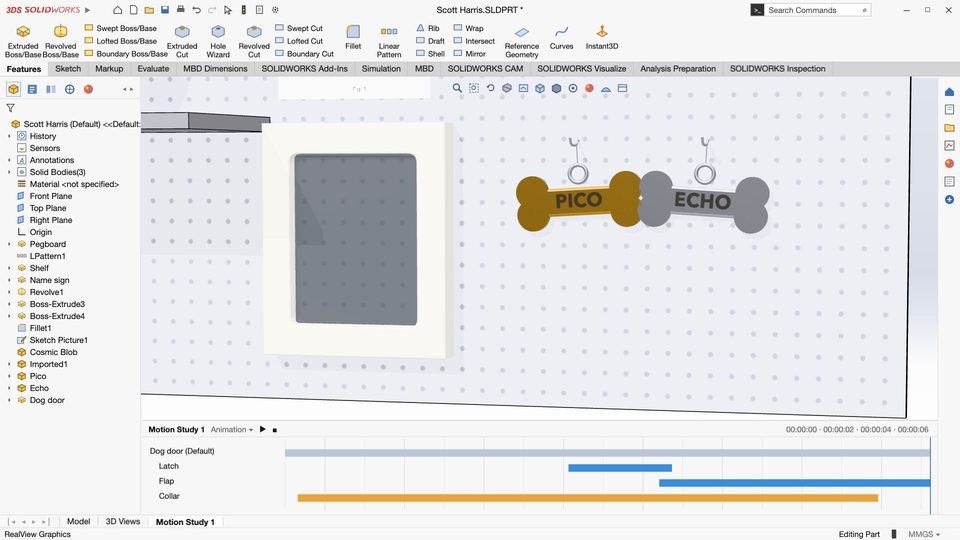 3DS SOLIDWORKS
Scott Harris.SLDPRT *
Search Commands
Extruded Boss/Base
Revolved Boss/Base
Swept Boss/Base
Lofted Boss/Base
Boundary Boss/Base
Extruded Cut
Hole Wizard
Revolved Cut
Swept Cut
Lofted Cut
Boundary Cut
Fillet
Linear Pattern
Rib
Draft
Shell
Wrap
Intersect
Mirror
Reference Geometry
Curves
Instant3D
Features Sketch Markup Evaluate MBD Dimensions SOLIDWORKS Add-Ins Simulation MBD SOLIDWORKS CAM SOLIDWORKS Visualize Analysis Preparation SOLIDWORKS Inspection
Scott Harris (Default) <<Default:
History
Sensors
Annotations
Solid Bodies(3)
Material <not specified>
Front Plane
Top Plane
Right Plane
Origin
Pegboard
LPattern1
Shelf
Name sign
Revolve1
Boss-Extrude3
Boss-Extrude4
Fillet1
Sketch Picture1
Cosmic Blob
Imported1
Pico
Echo
Dog door
PICO
ECHO
Motion Study 1 Animation
00:00:00 · 00:00:02 · 00:00:04 · 00:00:06
Dog door (Default)
Latch
Flap
Collar
Model 3D Views Motion Study 1
RealView Graphics
Editing Part
MMGS